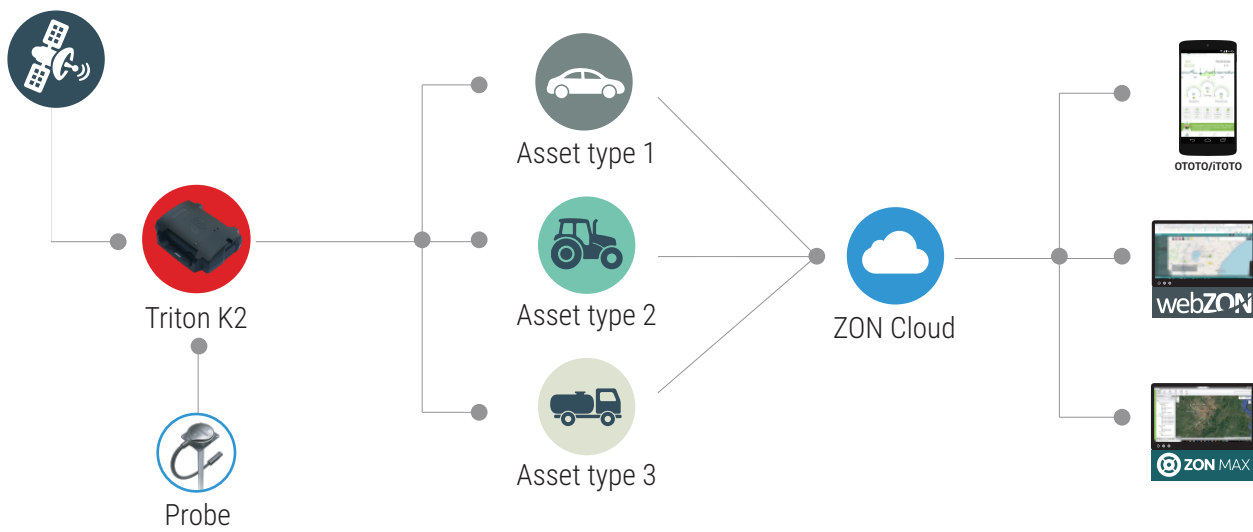 Triton K2
Probe
Asset type 1
Asset type 2
Asset type 3
ZON Cloud
OTOTO/iTOTO
webZON
ZON MAX